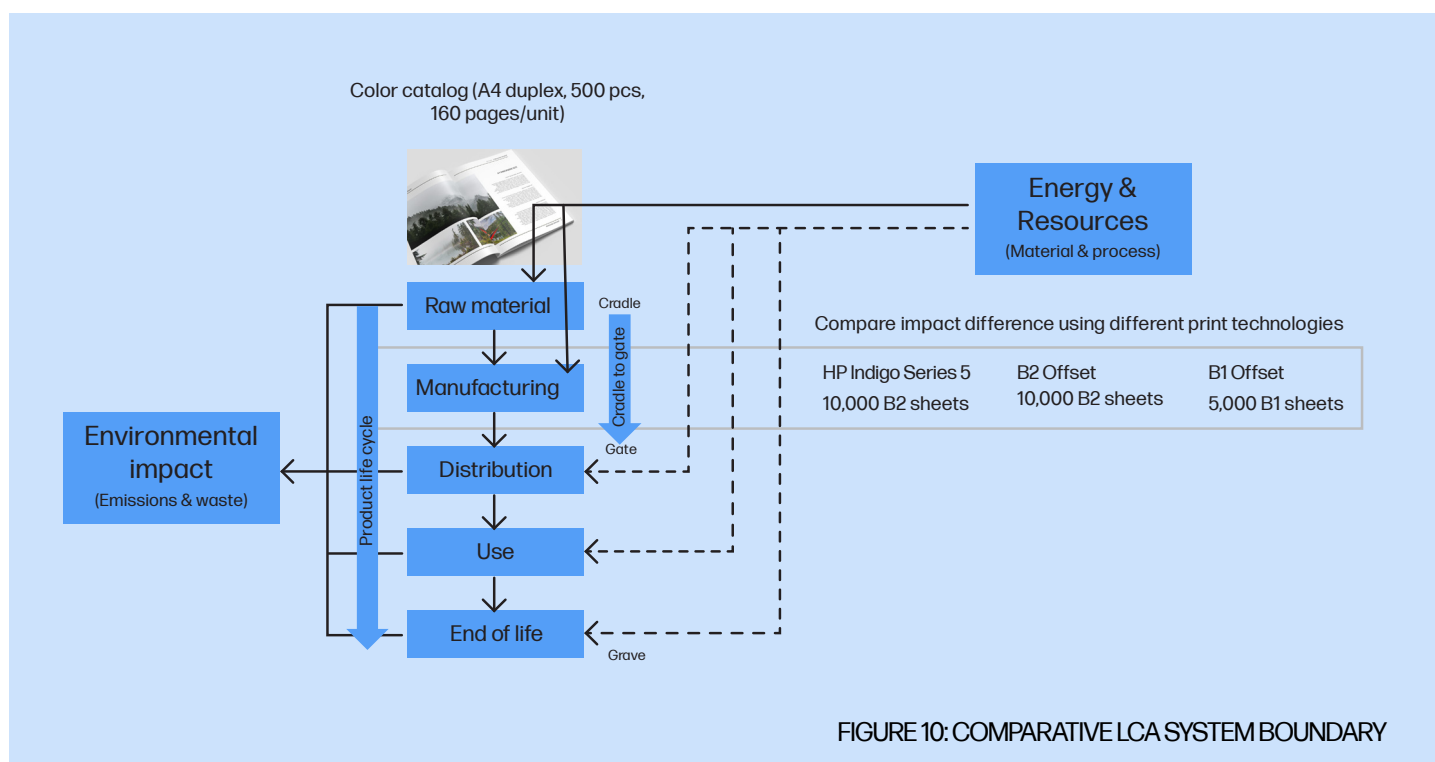 Color catalog (A4 duplex, 500 pcs,
160 pages/unit)
Energy &
Resources
(Material & process)
Raw material
Cradle
Compare impact difference using different print technologies
Cradle to gate
Manufacturing
HP Indigo Series 5
10,000 B2 sheets
B2 Offset
10,000 B2 sheets
B1 Offset
5,000 B1 sheets
Environmental
impact
(Emissions & waste)
Product life cycle
Gate
Distribution
Use
End of life
Grave
FIGURE 10: COMPARATIVE LCA SYSTEM BOUNDARY